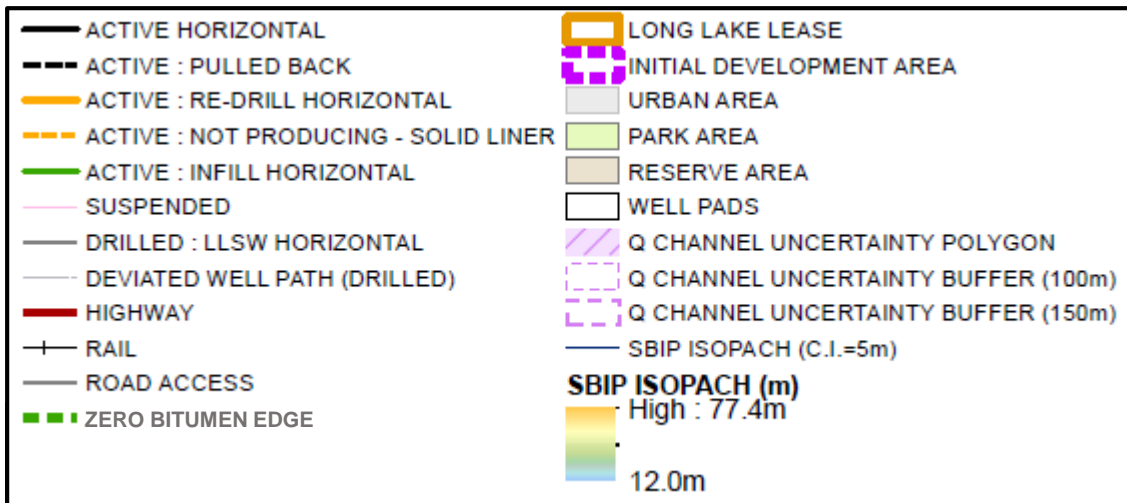 ACTIVE HORIZONTAL
ACTIVE : PULLED BACK
ACTIVE : RE-DRILL HORIZONTAL
ACTIVE : NOT PRODUCING - SOLID LINER
ACTIVE : INFILL HORIZONTAL
SUSPENDED
DRILLED : LLSW HORIZONTAL
DEVIATED WELL PATH (DRILLED)
HIGHWAY
RAIL
ROAD ACCESS
ZERO BITUMEN EDGE
LONG LAKE LEASE
INITIAL DEVELOPMENT AREA
URBAN AREA
PARK AREA
RESERVE AREA
WELL PADS
Q CHANNEL UNCERTAINTY POLYGON
Q CHANNEL UNCERTAINTY BUFFER (100m)
Q CHANNEL UNCERTAINTY BUFFER (150m)
SBIP ISOPACH (C.I.=5m)
SBIP ISOPACH (m)
High : 77.4m
12.0m